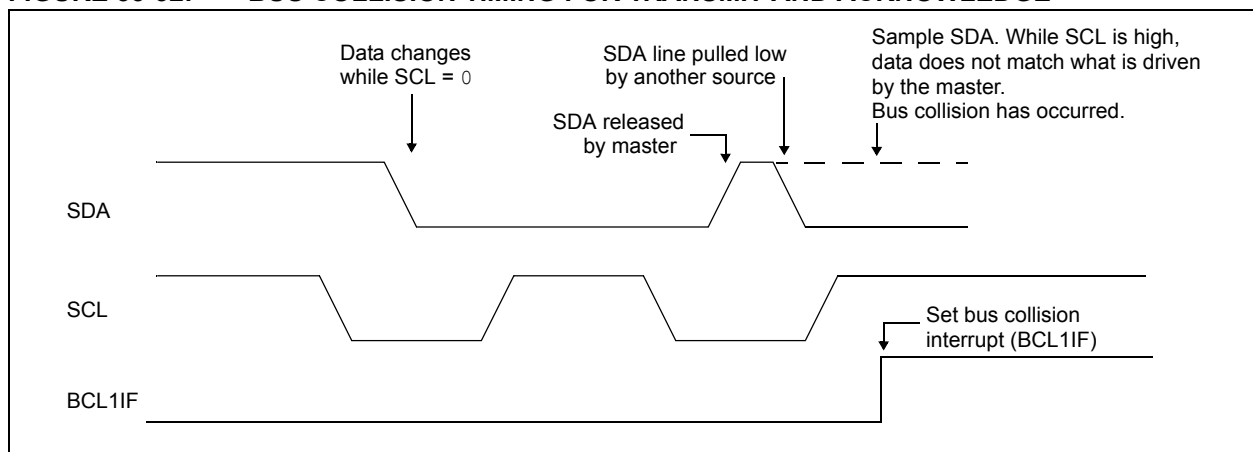 Data changes
while SCL = 0
SDA line pulled low
by another source
SDA released
by master
Sample SDA. While SCL is high,
data does not match what is driven
by the master.
Bus collision has occurred.
SDA
SCL
Set bus collision
interrupt (BCL1IF)
BCL1IF